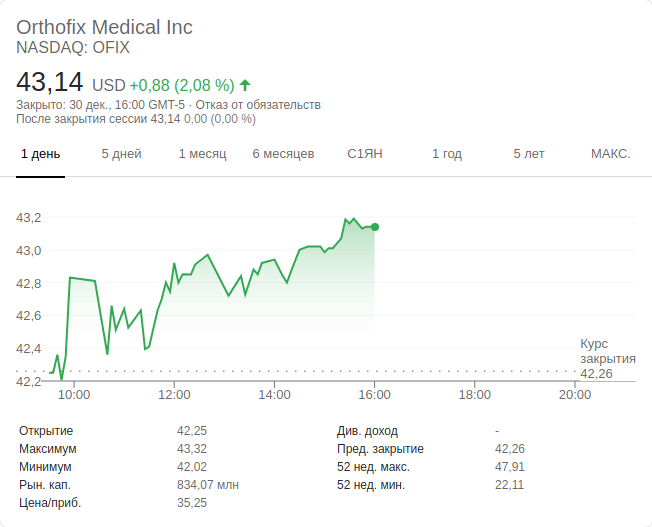 Orthofix Medical Inc
NASDAQ: OFIX
43,14 USD +0,88 (2,08 %)
Закрыто: 30 дек., 16:00 GMT-5 · Отказ от обязательств
После закрытия сессии 43,14 0,00 (0,00 %)
1 день 5 дней 1 месяц 6 месяцев С1ЯН 1 год 5 лет МАКС.
43,2
43,0
42,8
42,6
42,4
42,2
Курс
закрытия
42,26
10:00 12:00 14:00 16:00 18:00 20:00
Открытие 42,25 Див. доход -
Максимум 43,32 Пред. закрытие 42,26
Минимум 42,02 52 нед. макс. 47,91
Рын. кап. 834,07 млн 52 нед. мин. 22,11
Цена/приб. 35,25